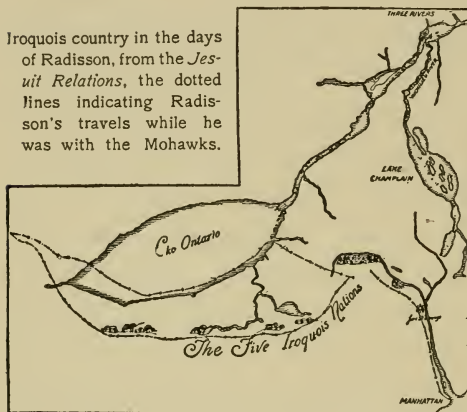 Iroquois country in the days
of Radisson, from the Jes-
uit Relations, the dotted
lines indicating Radis-
son's travels while he
was with the Mohawks.
THREE RIVERS
LAKE
CHAMPLAIN
Ontario
The Five Iroquois Nations
MANHATTAN